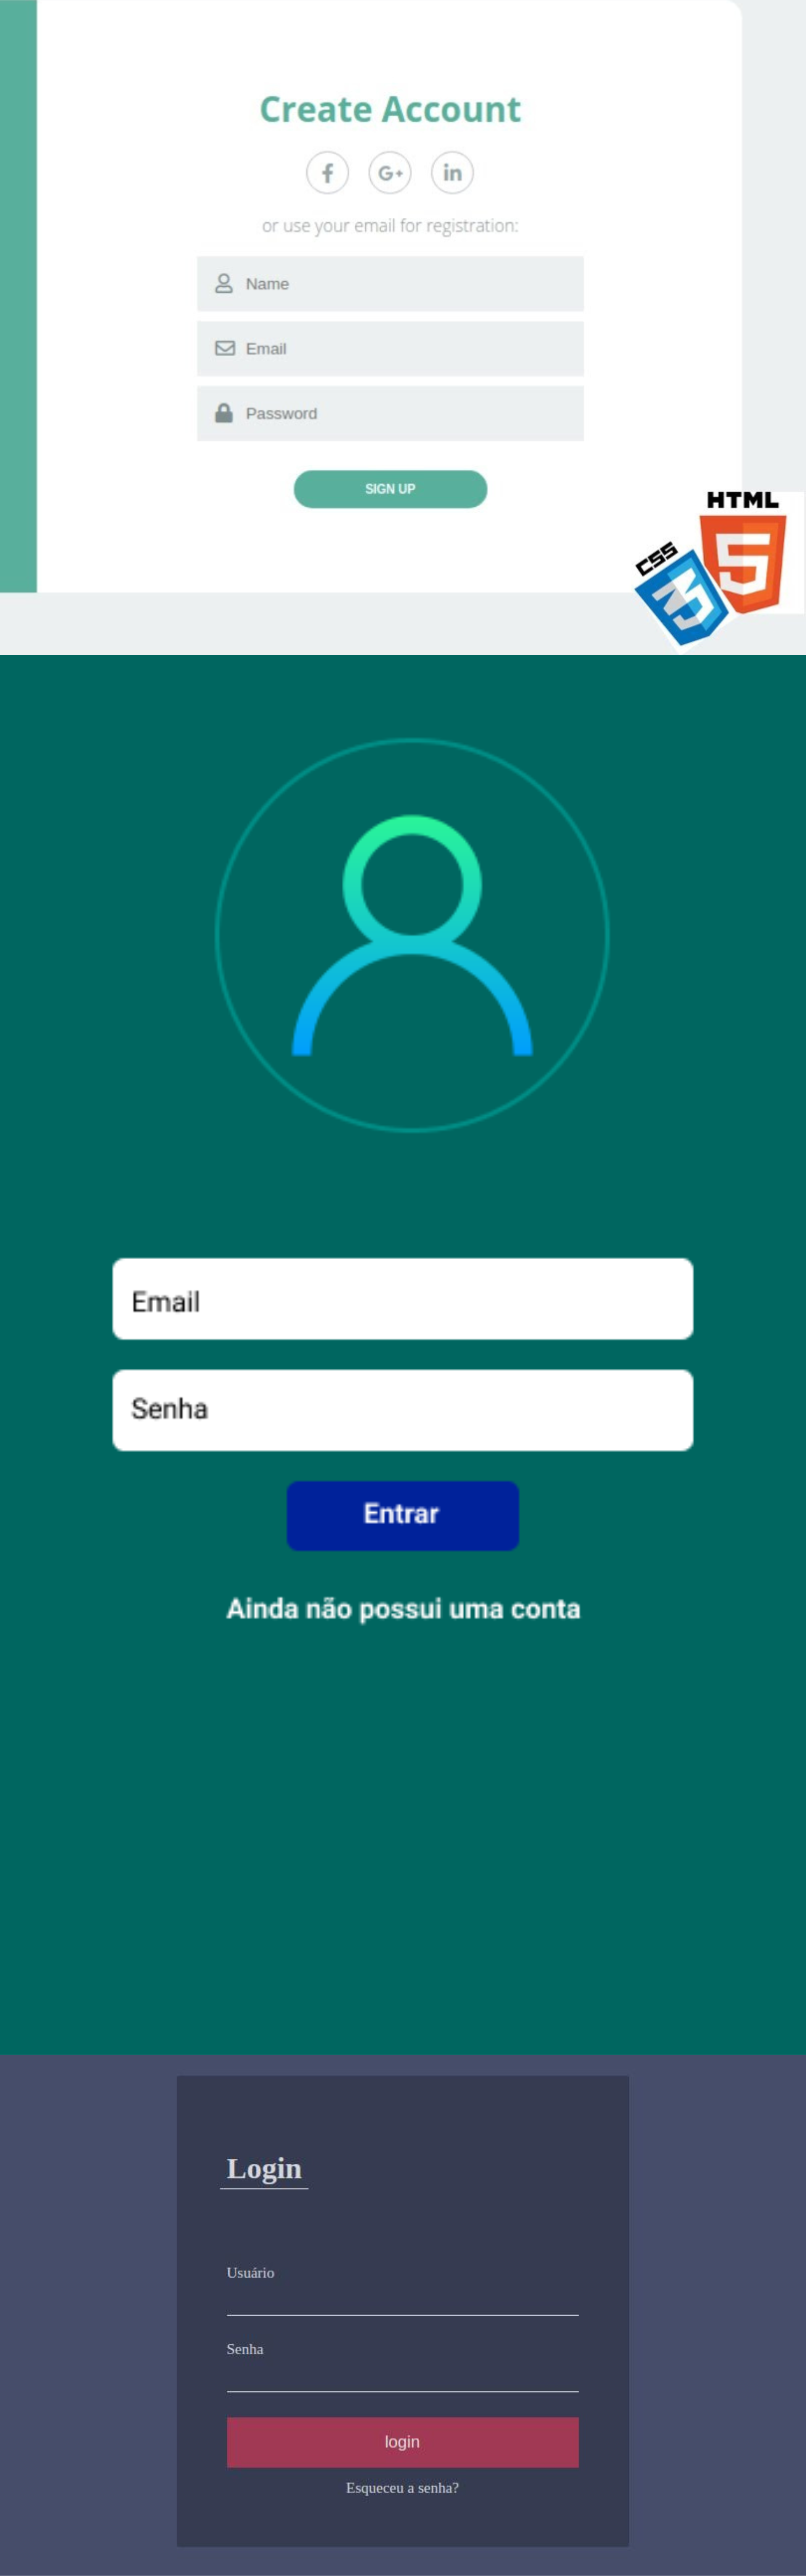 Create Account
f G+ in
or use your email for registration:
Name
Email
Password
SIGN UP
HTML
5
CSS
3
Email
Senha
Entrar
Ainda não possui uma conta
Login
Usuário
Senha
login
Esqueceu a senha?